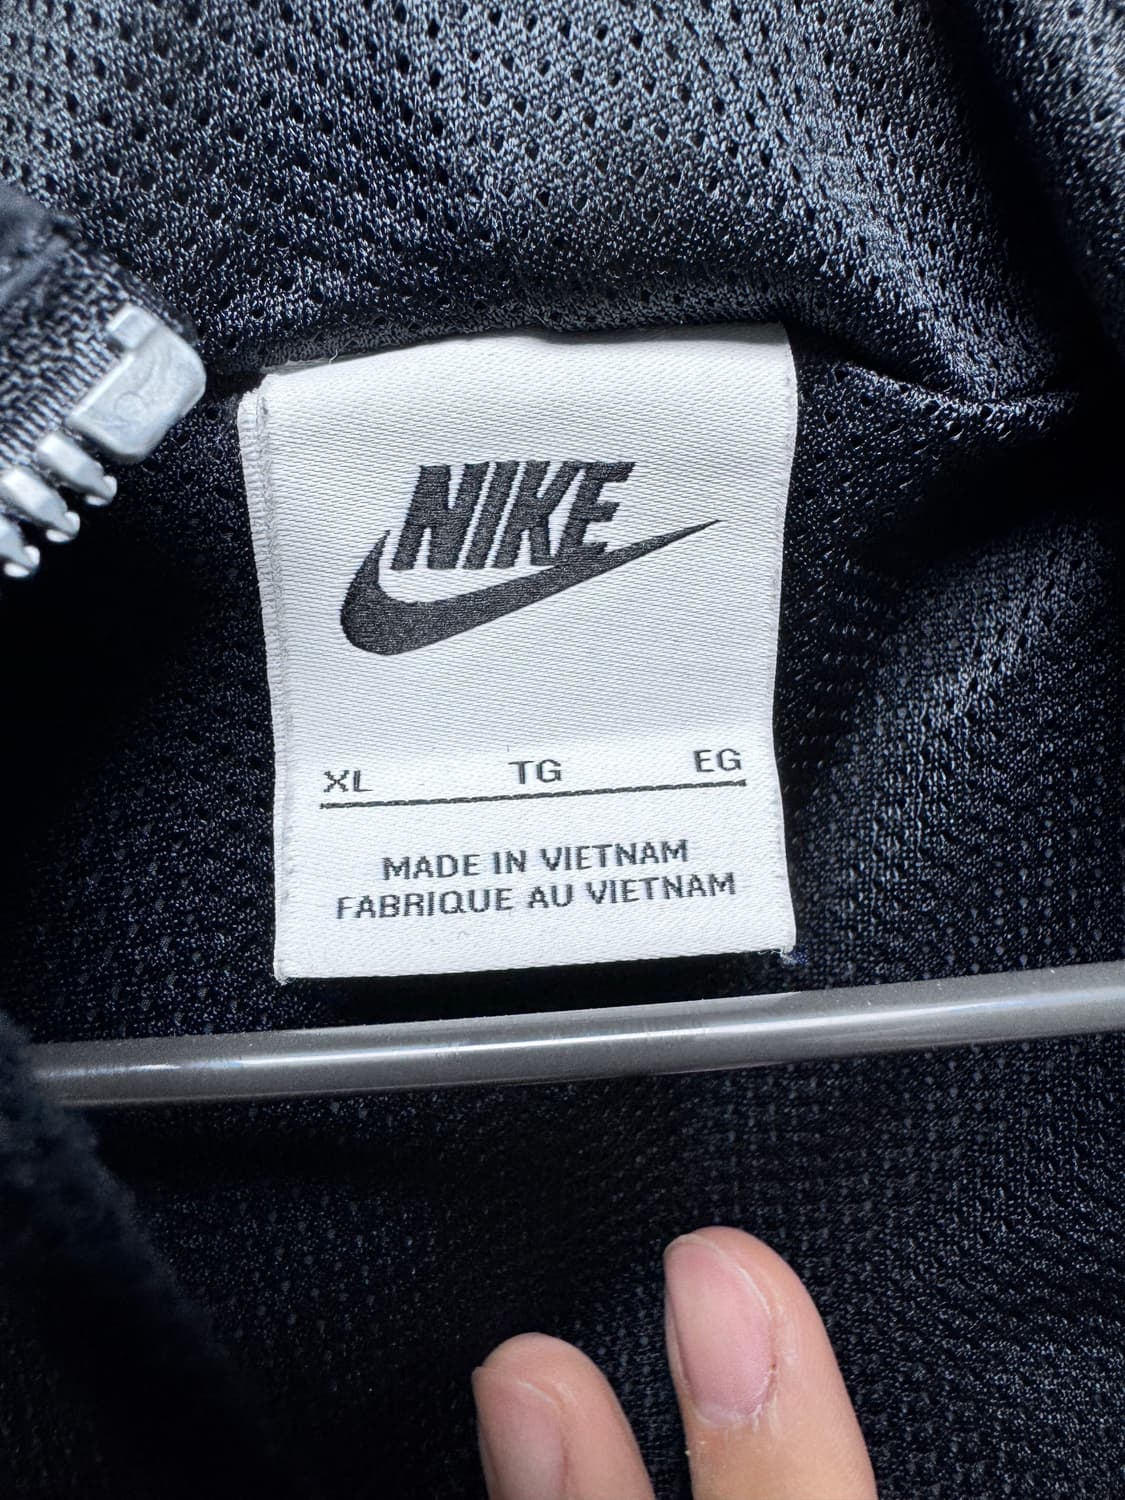 NIKE
XL TG EG
MADE IN VIETNAM
FABRIQUE AU VIETNAM